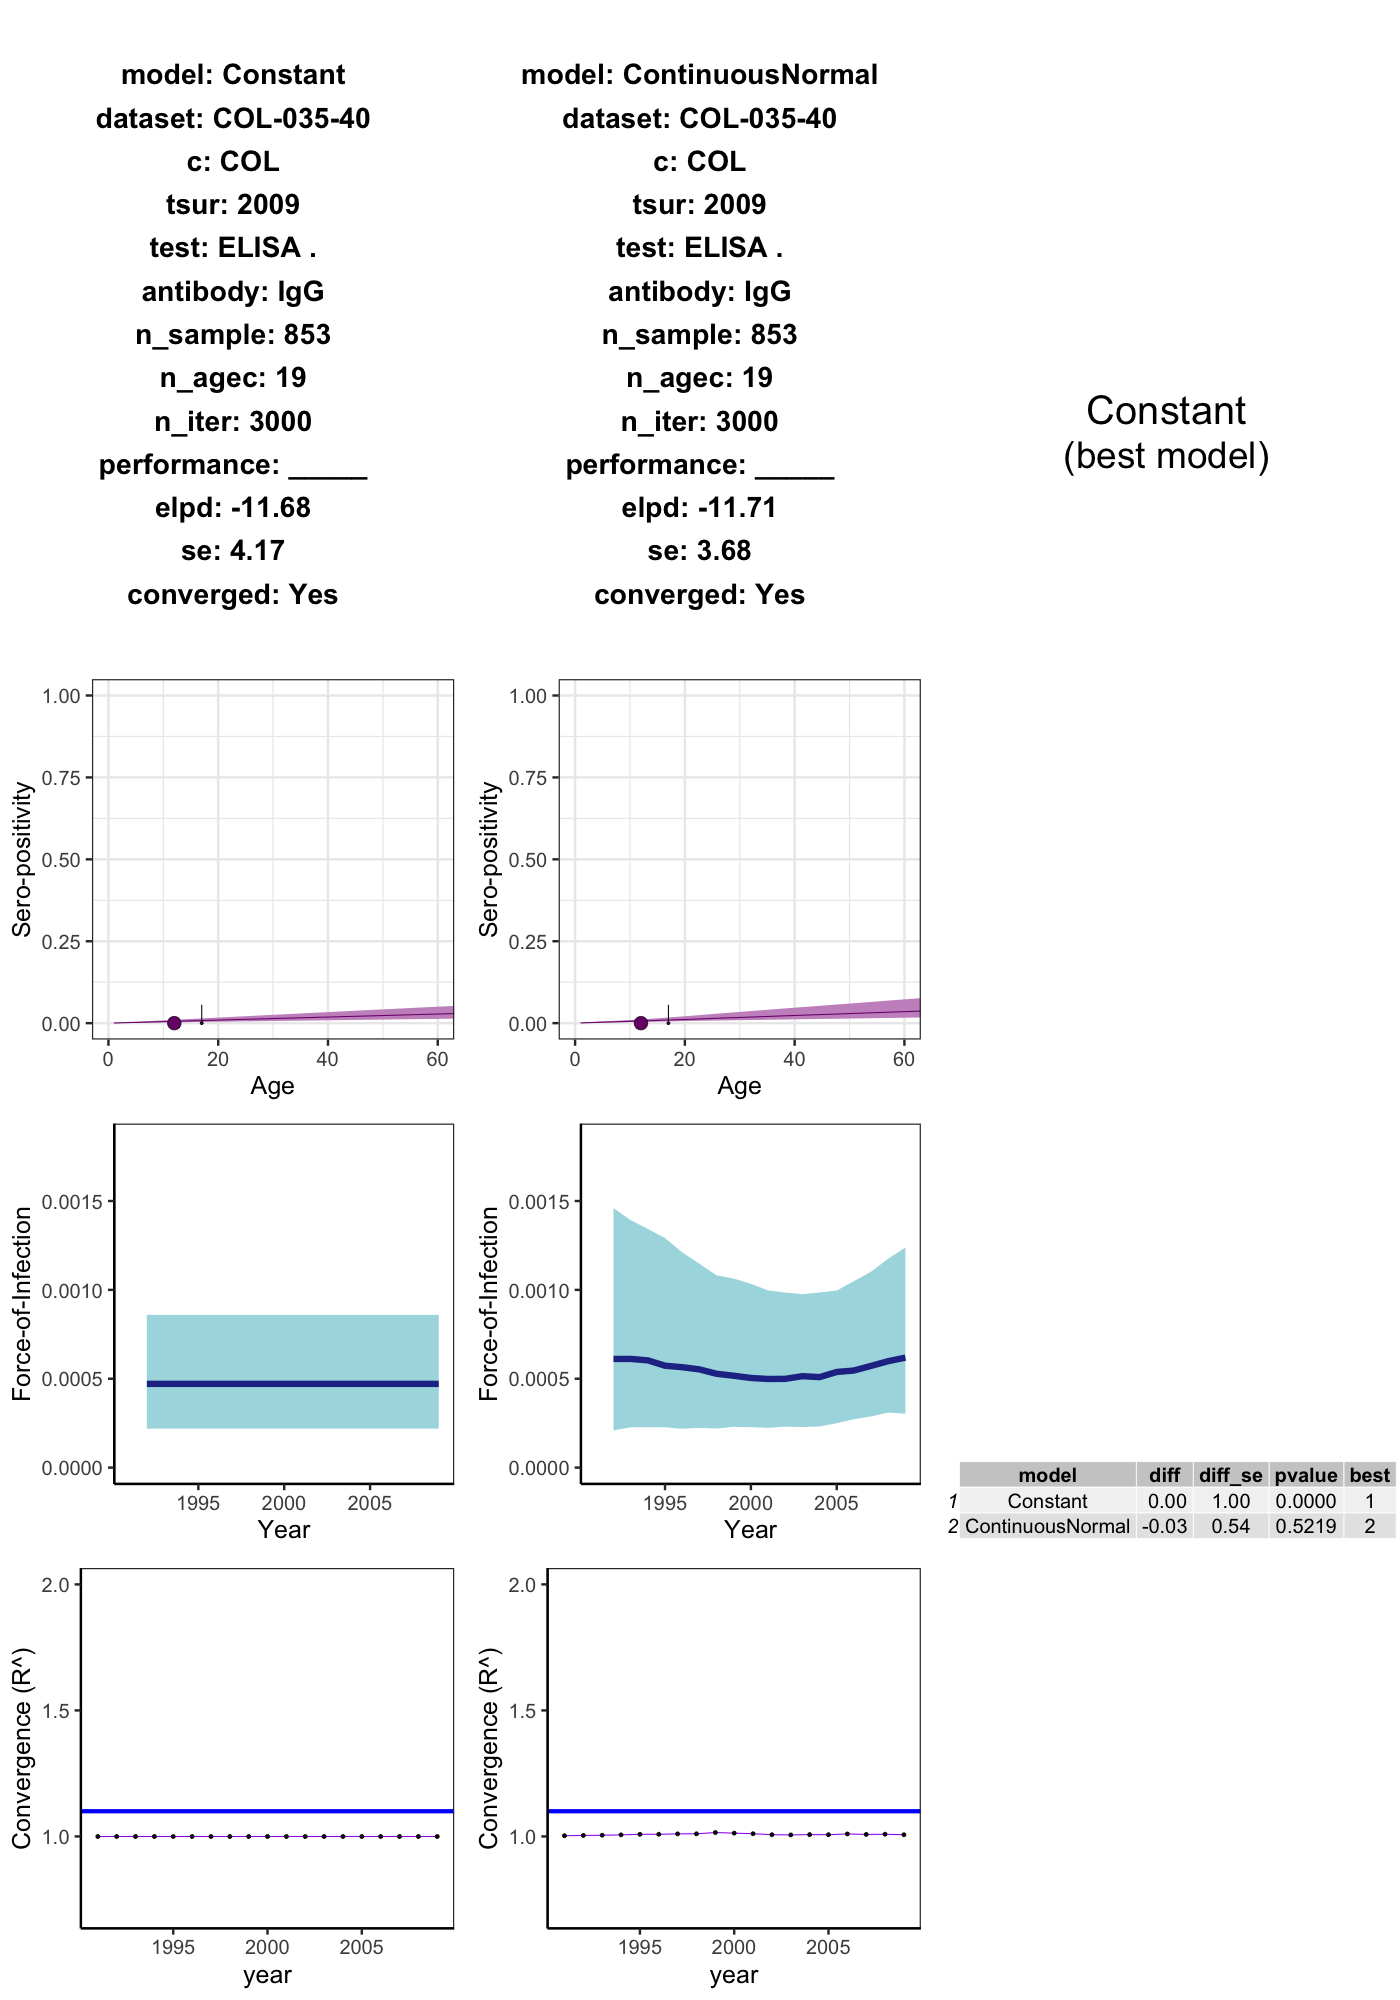 model: Constant
dataset: COL-035-40
c: COL
tsur: 2009
test: ELISA .
antibody: IgG
n_sample: 853
n_agec: 19
n_iter: 3000
performance: _____
elpd: -11.68
se: 4.17
converged: Yes
model: ContinuousNormal
dataset: COL-035-40
c: COL
tsur: 2009
test: ELISA .
antibody: IgG
n_sample: 853
n_agec: 19
n_iter: 3000
performance: _____
elpd: -11.71
se: 3.68
converged: Yes
Constant
(best model)
Sero-positivity
1.00
0.75
0.50
0.25
0.00
0 20 40 60
Age
Sero-positivity
1.00
0.75
0.50
0.25
0.00
0 20 40 60
Age
Force-of-Infection
0.0015
0.0010
0.0005
0.0000
1995 2000 2005
Year
Force-of-Infection
0.0015
0.0010
0.0005
0.0000
1995 2000 2005
Year
model diff diff_se pvalue best
1 Constant 0.00 1.00 0.0000 1
2 ContinuousNormal -0.03 0.54 0.5219 2
Convergence (R^)
2.0
1.5
1.0
1995 2000 2005
year
Convergence (R^)
2.0
1.5
1.0
1995 2000 2005
year